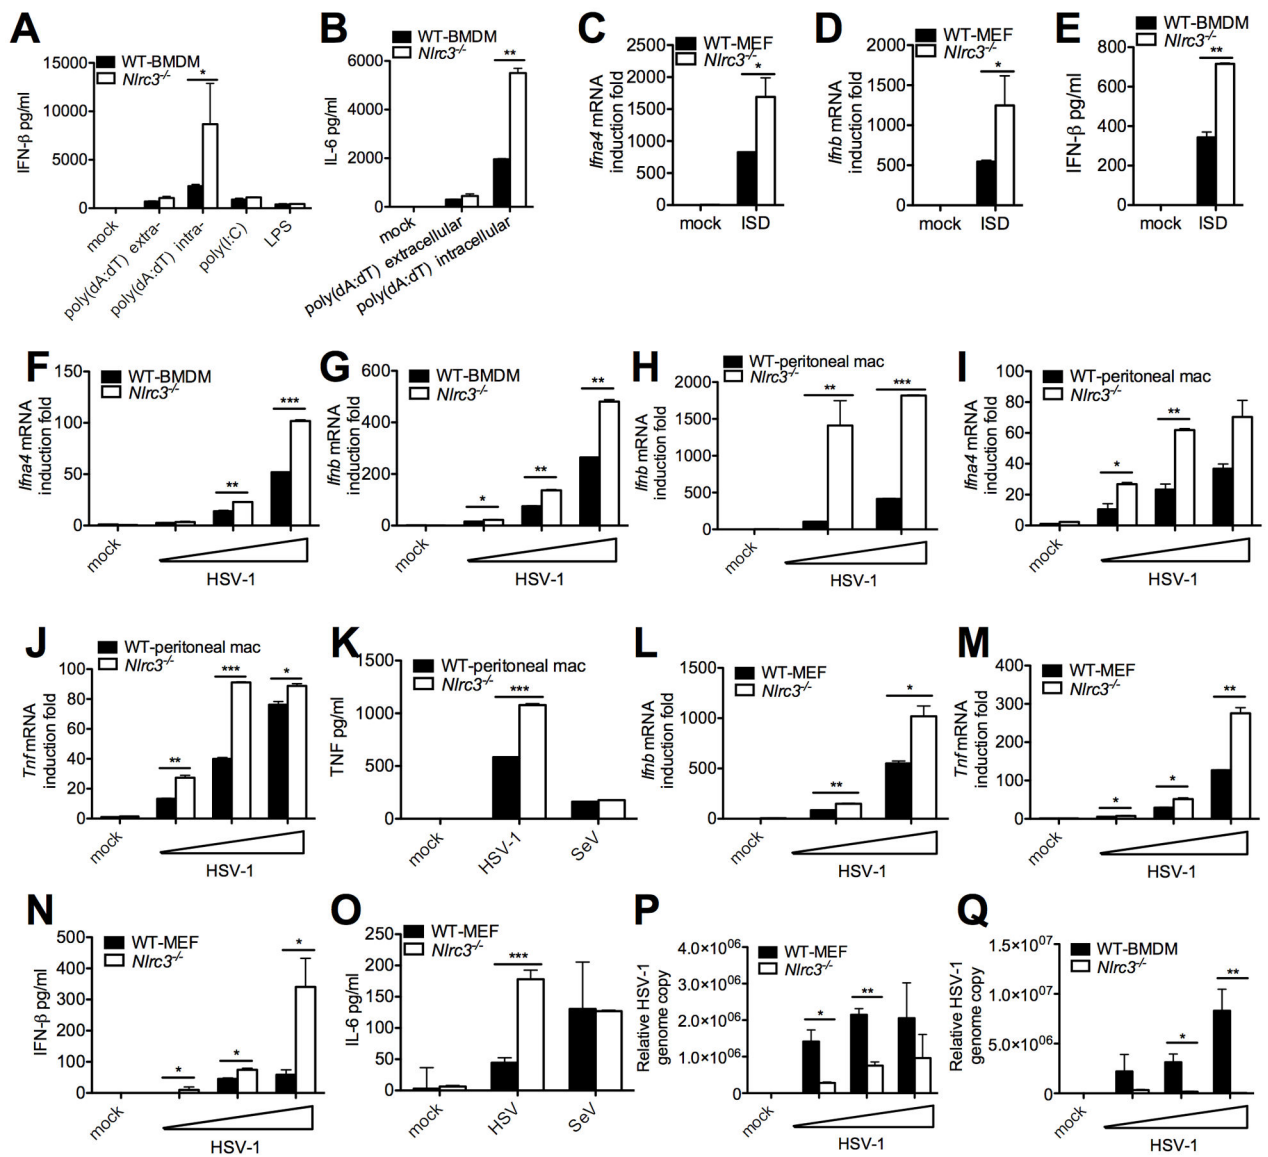 A
WT-BMDM
Nlrc3-/-
IFN-β pg/ml
15000
10000
5000
0
*
mock
poly(dA:dT) extra-
poly(dA:dT) intra-
poly(I:C)
LPS
B
WT-BMDM
Nlrc3-/-
IL-6 pg/ml
6000
4000
2000
0
**
mock
poly(dA:dT) extracellular
poly(dA:dT) intracellular
C
WT-MEF
Nlrc3-/-
Ifna4 mRNA
induction fold
2500
2000
1500
1000
500
0
*
mock
ISD
D
WT-MEF
Nlrc3-/-
Ifnb mRNA
induction fold
2000
1500
1000
500
0
*
mock
ISD
E
WT-BMDM
Nlrc3-/-
IFN-β pg/ml
800
600
400
200
0
**
mock
ISD
F
WT-BMDM
Nlrc3-/-
Ifna4 mRNA
induction fold
150
100
50
0
**
***
mock
HSV-1
G
WT-BMDM
Nlrc3-/-
Ifnb mRNA
induction fold
600
400
200
0
*
**
**
mock
HSV-1
H
WT-peritoneal mac
Nlrc3-/-
Ifnb mRNA
induction fold
2000
1500
1000
500
0
**
***
mock
HSV-1
I
WT-peritoneal mac
Nlrc3-/-
Ifna4 mRNA
induction fold
100
80
60
40
20
0
*
**
mock
HSV-1
J
WT-peritoneal mac
Nlrc3-/-
Tnf mRNA
induction fold
100
80
60
40
20
0
**
***
*
mock
HSV-1
K
WT-peritoneal mac
Nlrc3-/-
TNF pg/ml
1500
1000
500
0
***
mock
HSV-1
SeV
L
WT-MEF
Nlrc3-/-
Ifnb mRNA
induction fold
1500
1000
500
0
**
*
mock
HSV-1
M
WT-MEF
Nlrc3-/-
Tnf mRNA
induction fold
400
300
200
100
0
*
*
**
mock
HSV-1
N
WT-MEF
Nlrc3-/-
IFN-β pg/ml
500
400
300
200
100
0
*
*
*
mock
HSV-1
O
WT-MEF
Nlrc3-/-
IL-6 pg/ml
250
200
150
100
50
0
***
mock
HSV
SeV
P
WT-MEF
Nlrc3-/-
Relative HSV-1
genome copy
4.0×10⁰⁶
3.0×10⁰⁶
2.0×10⁰⁶
1.0×10⁰⁶
0
*
**
mock
HSV-1
Q
WT-BMDM
Nlrc3-/-
Relative HSV-1
genome copy
1.5×10⁰⁷
1.0×10⁰⁷
5.0×10⁰⁶
0
*
**
mock
HSV-1